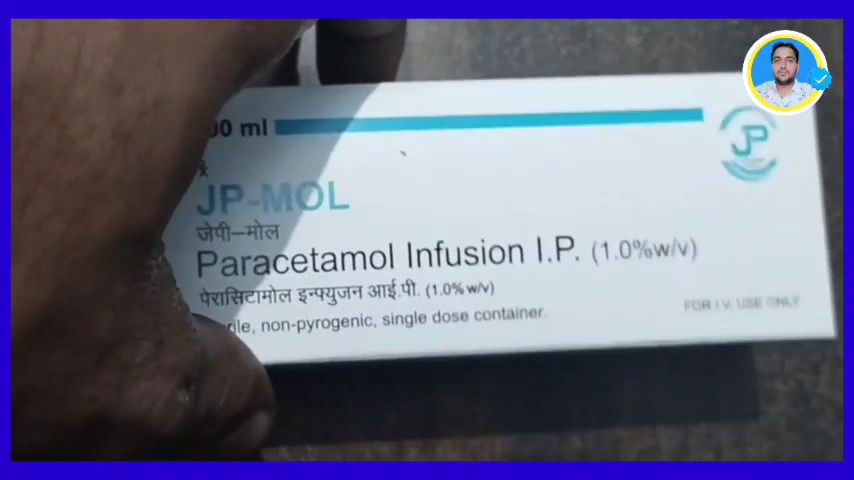 00 ml
JP
JP-MOL
जेपी-मोल
Paracetamol Infusion I.P. (1.0%w/v)
पेरासिटामोल इन्फ्युजन आई.पी. (1.0% w/v)
rile, non-pyrogenic, single dose container.
FOR I.V. USE ONLY